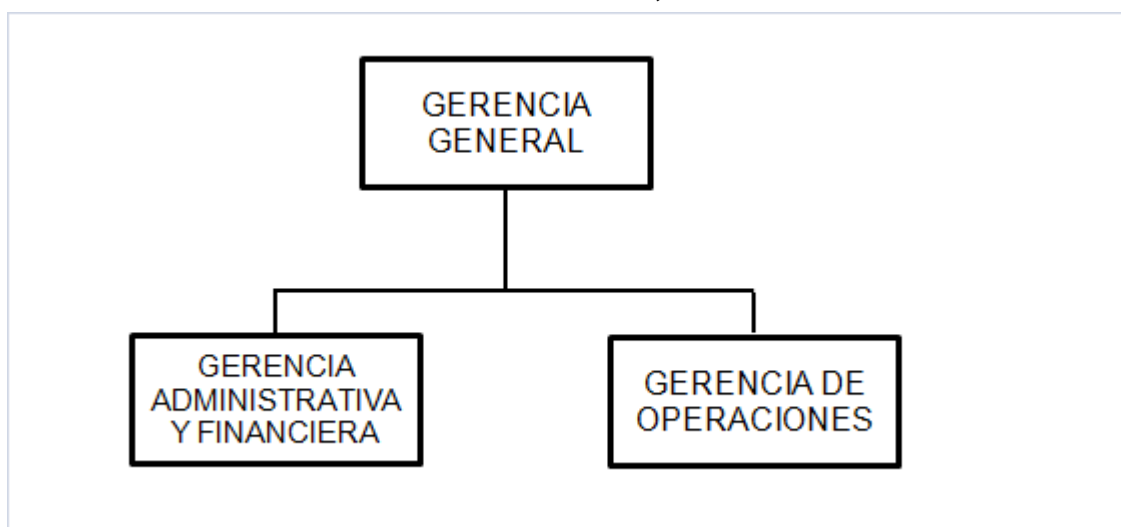 GERENCIA
GENERAL
GERENCIA
ADMINISTRATIVA
Y FINANCIERA
GERENCIA DE
OPERACIONES